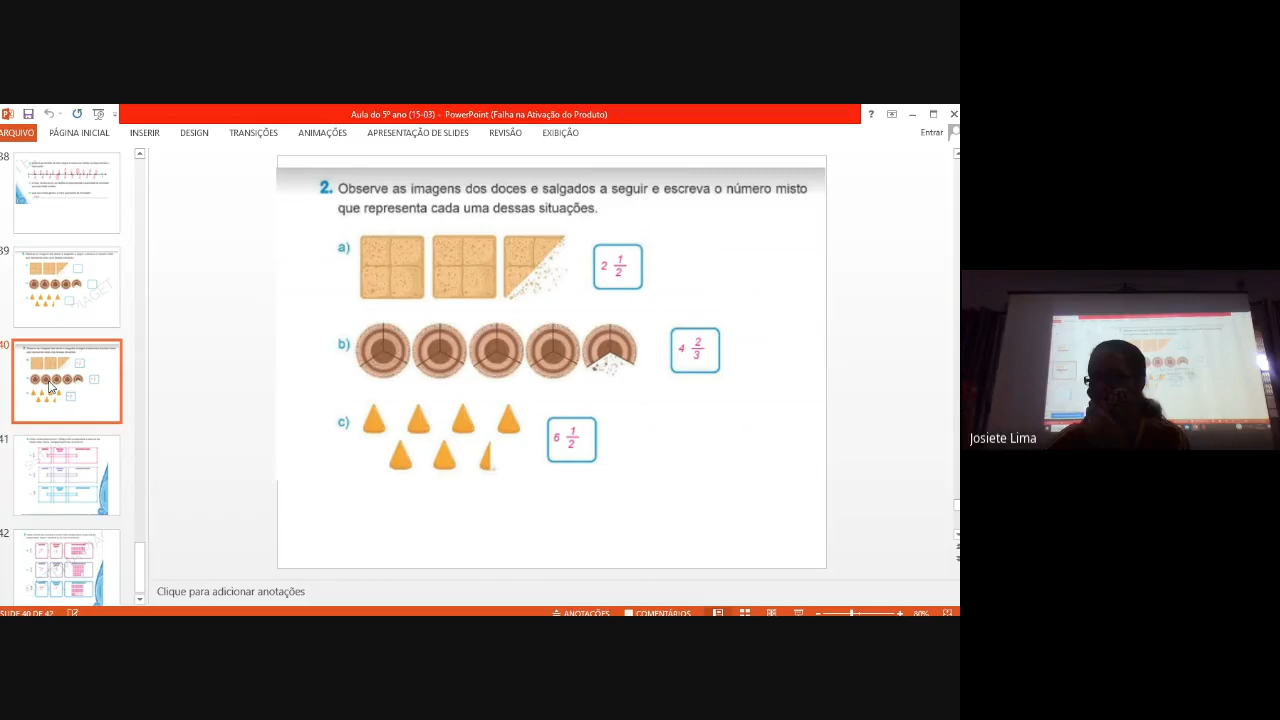 Aula do 5º ano (15-03) - PowerPoint (Falha na Ativação do Produto)
ARQUIVO PÁGINA INICIAL INSERIR DESIGN TRANSIÇÕES ANIMAÇÕES APRESENTAÇÃO DE SLIDES REVISÃO EXIBIÇÃO Entrar
38
39
40
41
42
2. Observe as imagens dos doces e salgados a seguir e escreva o número misto
que representa cada uma dessas situações.
a) 2 1/2
b) 4 2/3
c) 6 1/2
Josiete Lima
Clique para adicionar anotações
SLIDE 40 DE 42 ANOTAÇÕES COMENTÁRIOS 80%